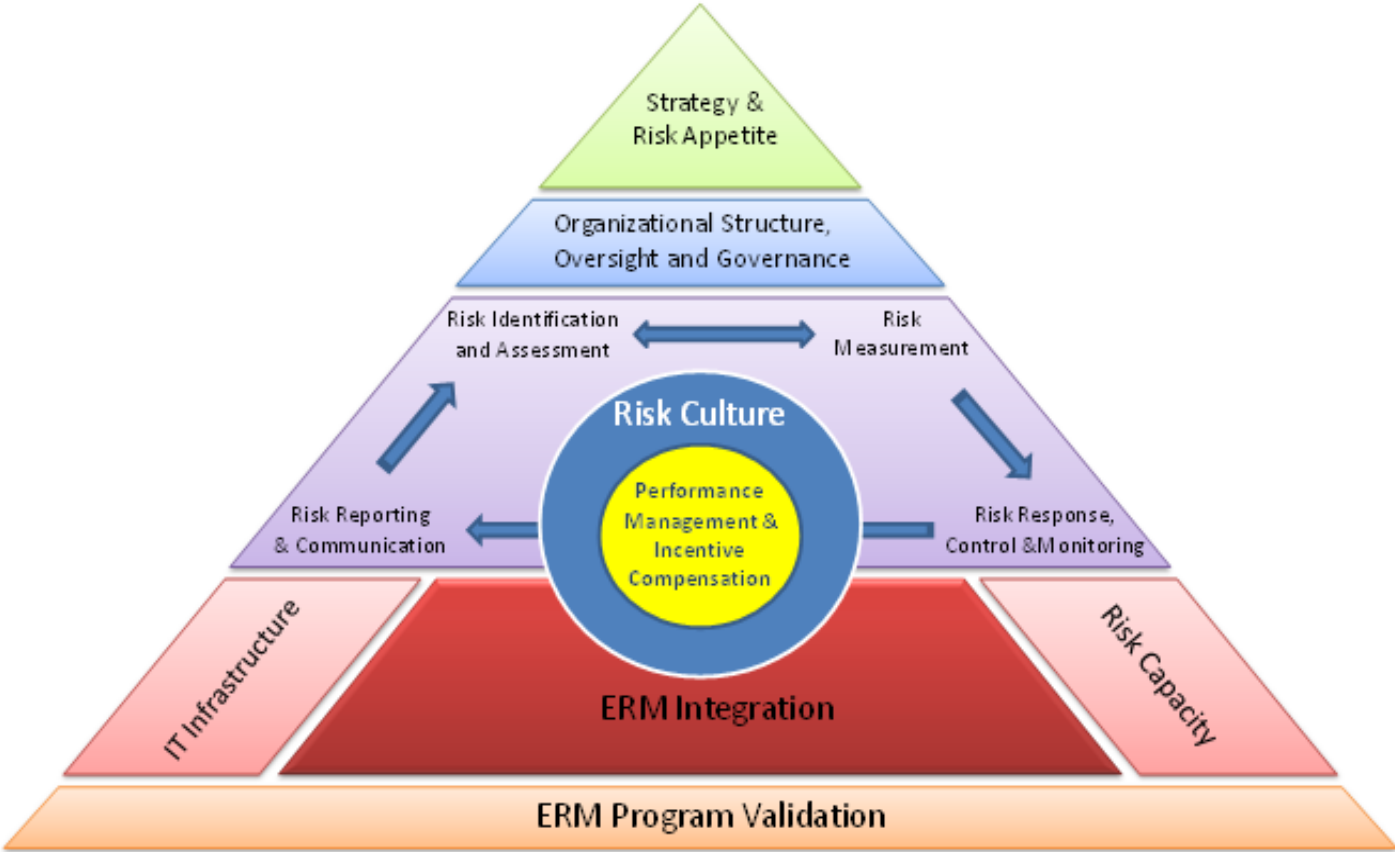 Strategy &
Risk Appetite
Organizational Structure,
Oversight and Governance
Risk Identification
and Assessment
Risk
Measurement
Risk Culture
Performance
Management &
Incentive
Compensation
Risk Reporting
& Communication
Risk Response,
Control &Monitoring
IT Infrastructure
ERM Integration
Risk Capacity
ERM Program Validation